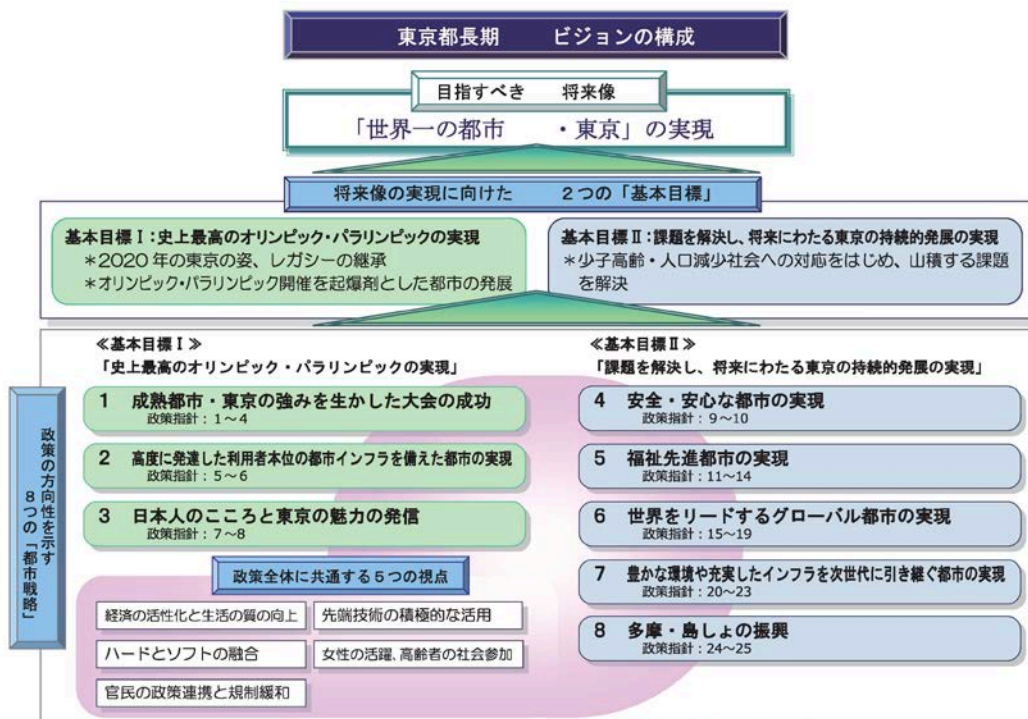 東京都長期　　ビジョンの構成
目指すべき　将来像
「世界一の都市　・東京」の実現
将来像の実現に向けた　　２つの「基本目標」
基本目標Ⅰ：史上最高のオリンピック・パラリンピックの実現
＊2020年の東京の姿、レガシーの継承
＊オリンピック・パラリンピック開催を起爆剤とした都市の発展
基本目標Ⅱ：課題を解決し、将来にわたる東京の持続的発展の実現
＊少子高齢・人口減少社会への対応をはじめ、山積する課題
を解決
政策の方向性を示す
８つの「都市戦略」
≪基本目標Ⅰ≫
「史上最高のオリンピック・パラリンピックの実現」
1　成熟都市・東京の強みを生かした大会の成功
政策指針：1～4
2　高度に発達した利用者本位の都市インフラを備えた都市の実現
政策指針：5～6
3　日本人のこころと東京の魅力の発信
政策指針：7～8
≪基本目標Ⅱ≫
「課題を解決し、将来にわたる東京の持続的発展の実現」
4　安全・安心な都市の実現
政策指針：9～10
5　福祉先進都市の実現
政策指針：11～14
6　世界をリードするグローバル都市の実現
政策指針：15～19
7　豊かな環境や充実したインフラを次世代に引き継ぐ都市の実現
政策指針：20～23
8　多摩・島しょの振興
政策指針：24～25
政策全体に共通する５つの視点
経済の活性化と生活の質の向上
先端技術の積極的な活用
ハードとソフトの融合
女性の活躍、高齢者の社会参加
官民の政策連携と規制緩和